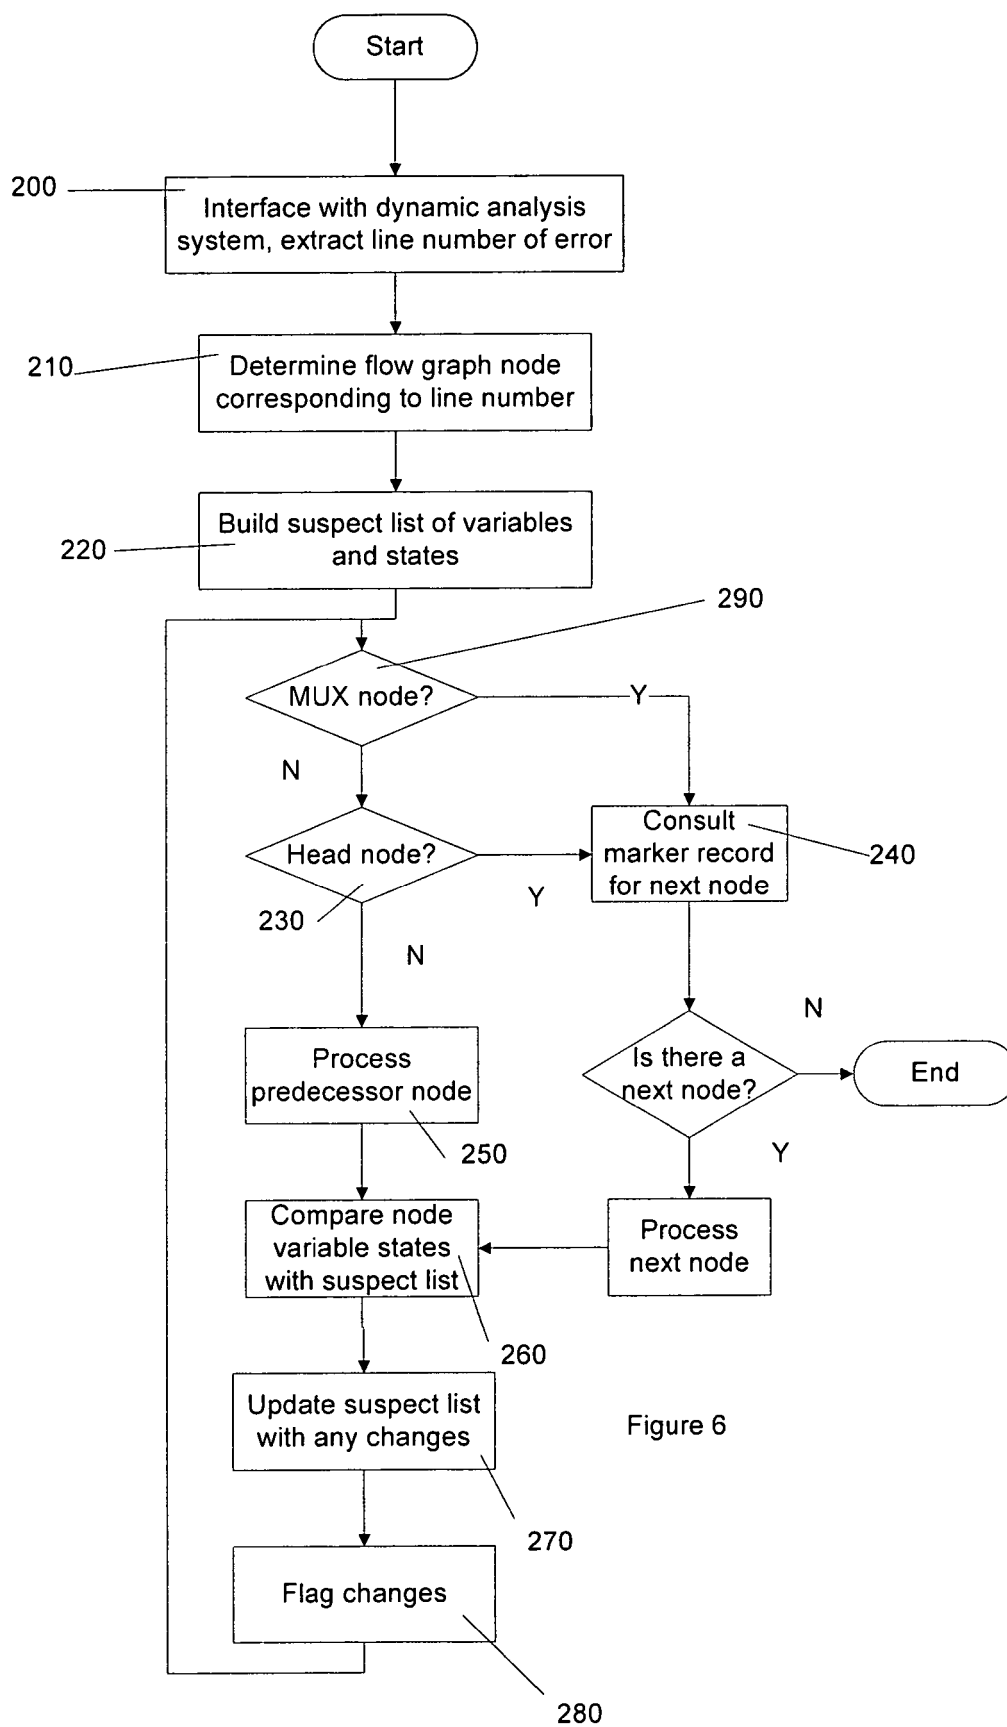 Start
200
Interface with dynamic analysis
system, extract line number of error
210
Determine flow graph node
corresponding to line number
220
Build suspect list of variables
and states
290
MUX node?
Y
N
Head node?
230
Y
N
Consult
marker record
for next node
240
Process
predecessor node
250
Is there a
next node?
N
End
Y
Compare node
variable states
with suspect list
260
Process
next node
Update suspect list
with any changes
270
Figure 6
Flag changes
280